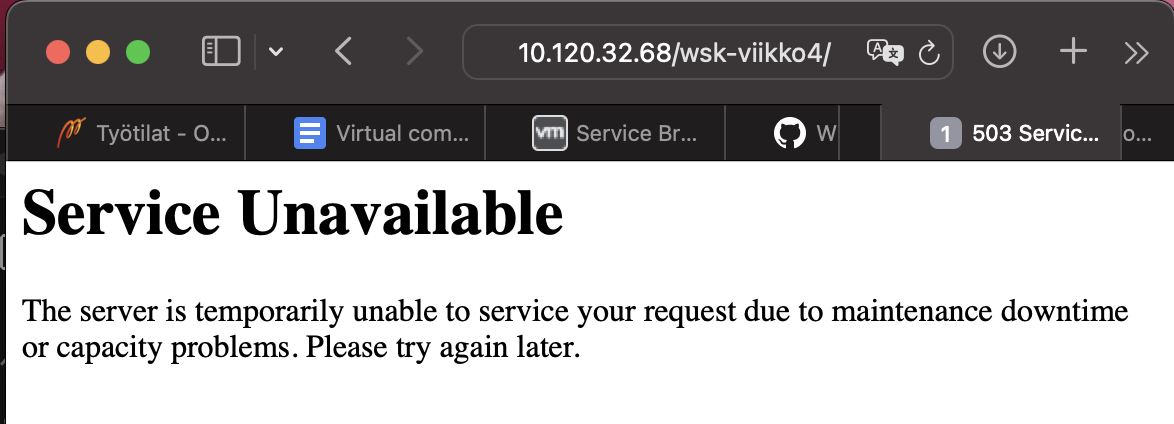 10.120.32.68/wsk-viikko4/
Työtilat - O... Virtual com... vm Service Br... W 1 503 Servic... o...
Service Unavailable
The server is temporarily unable to service your request due to maintenance downtime
or capacity problems. Please try again later.